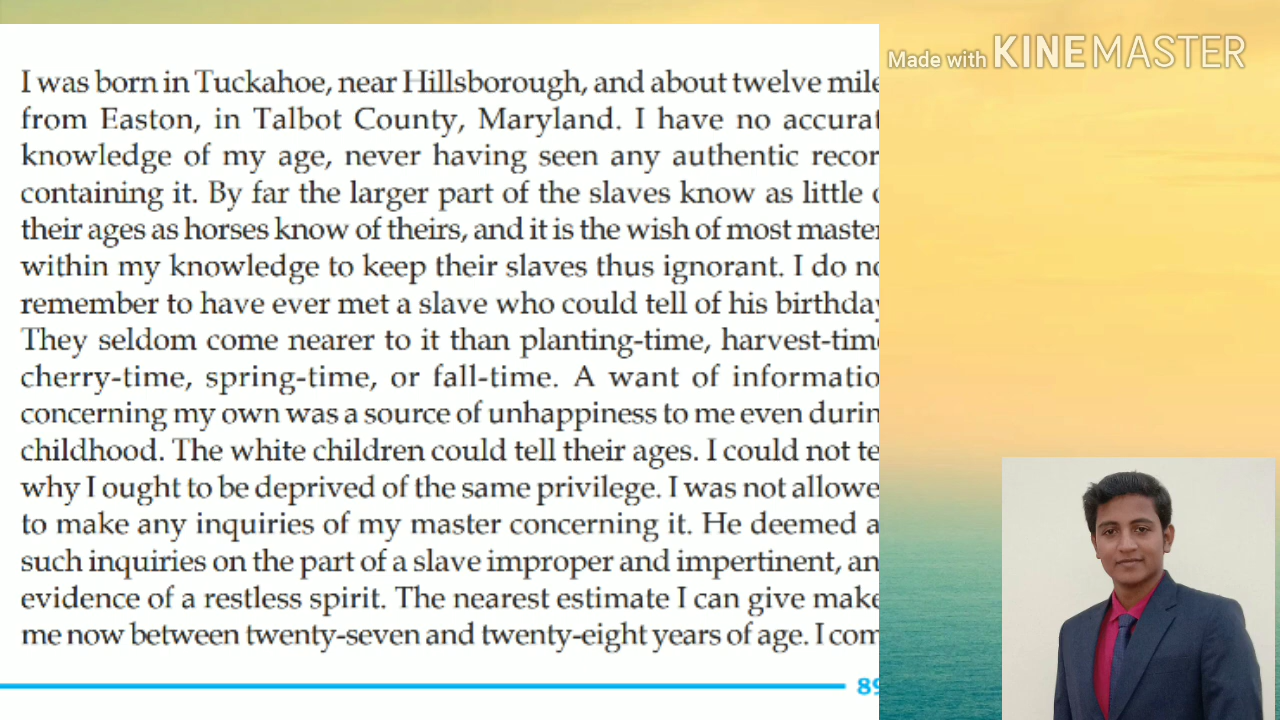 Made with KINEMASTER
I was born in Tuckahoe, near Hillsborough, and about twelve mile
from Easton, in Talbot County, Maryland. I have no accurat
knowledge of my age, never having seen any authentic recor
containing it. By far the larger part of the slaves know as little
their ages as horses know of theirs, and it is the wish of most master
within my knowledge to keep their slaves thus ignorant. I do no
remember to have ever met a slave who could tell of his birthday
They seldom come nearer to it than planting-time, harvest-time
cherry-time, spring-time, or fall-time. A want of informatio
concerning my own was a source of unhappiness to me even durin
childhood. The white children could tell their ages. I could not te
why I ought to be deprived of the same privilege. I was not allowe
to make any inquiries of my master concerning it. He deemed a
such inquiries on the part of a slave improper and impertinent, an
evidence of a restless spirit. The nearest estimate I can give make
me now between twenty-seven and twenty-eight years of age. I com
89